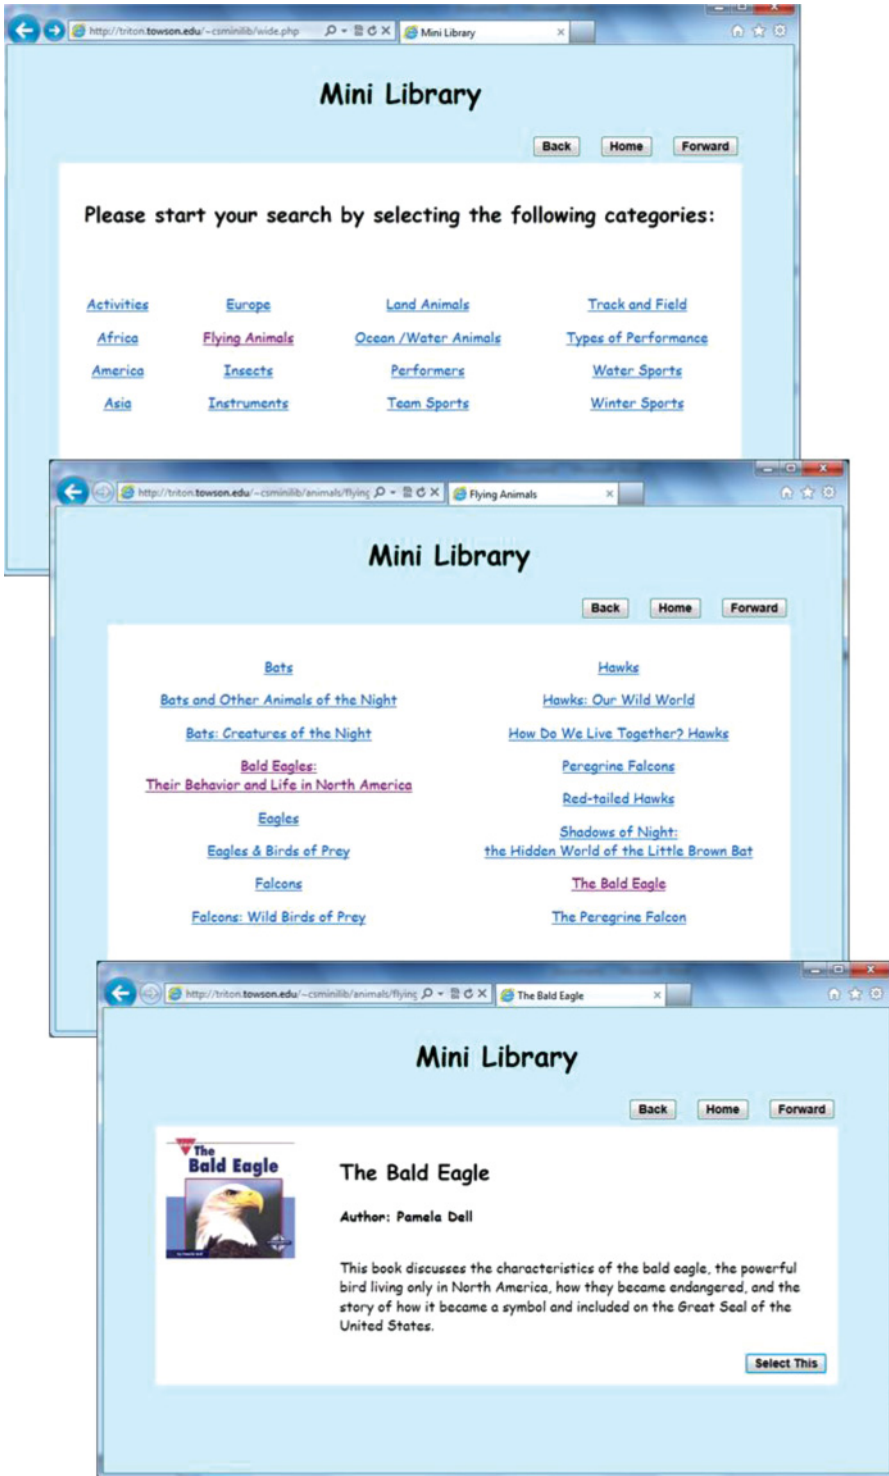 http://triton.towson.edu/~csminilib/wide.php
Mini Library
Mini Library
Back Home Forward
Please start your search by selecting the following categories:
Activities Europe Land Animals Track and Field
Africa Flying Animals Ocean /Water Animals Types of Performance
America Insects Performers Water Sports
Asia Instruments Team Sports Winter Sports
http://triton.towson.edu/~csminilib/animals/flying
Flying Animals
Mini Library
Back Home Forward
Bats
Bats and Other Animals of the Night
Bats: Creatures of the Night
Bald Eagles:
Their Behavior and Life in North America
Eagles
Eagles & Birds of Prey
Falcons
Falcons: Wild Birds of Prey
Hawks
Hawks: Our Wild World
How Do We Live Together? Hawks
Peregrine Falcons
Red-tailed Hawks
Shadows of Night:
the Hidden World of the Little Brown Bat
The Bald Eagle
The Peregrine Falcon
http://triton.towson.edu/~csminilib/animals/flying
The Bald Eagle
Mini Library
Back Home Forward
The
Bald Eagle
The Bald Eagle
Author: Pamela Dell
This book discusses the characteristics of the bald eagle, the powerful
bird living only in North America, how they became endangered, and the
story of how it became a symbol and included on the Great Seal of the
United States.
Select This